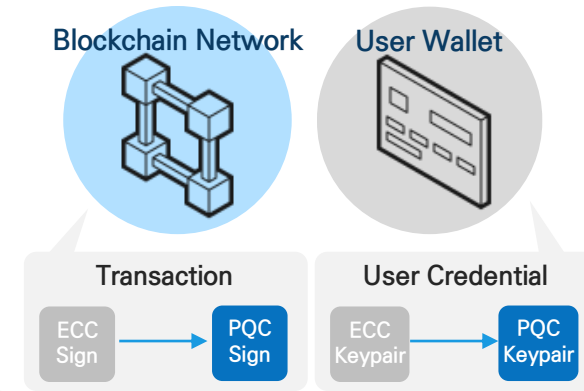 Blockchain Network
User Wallet
Transaction
ECC
Sign
PQC
Sign
User Credential
ECC
Keypair
PQC
Keypair